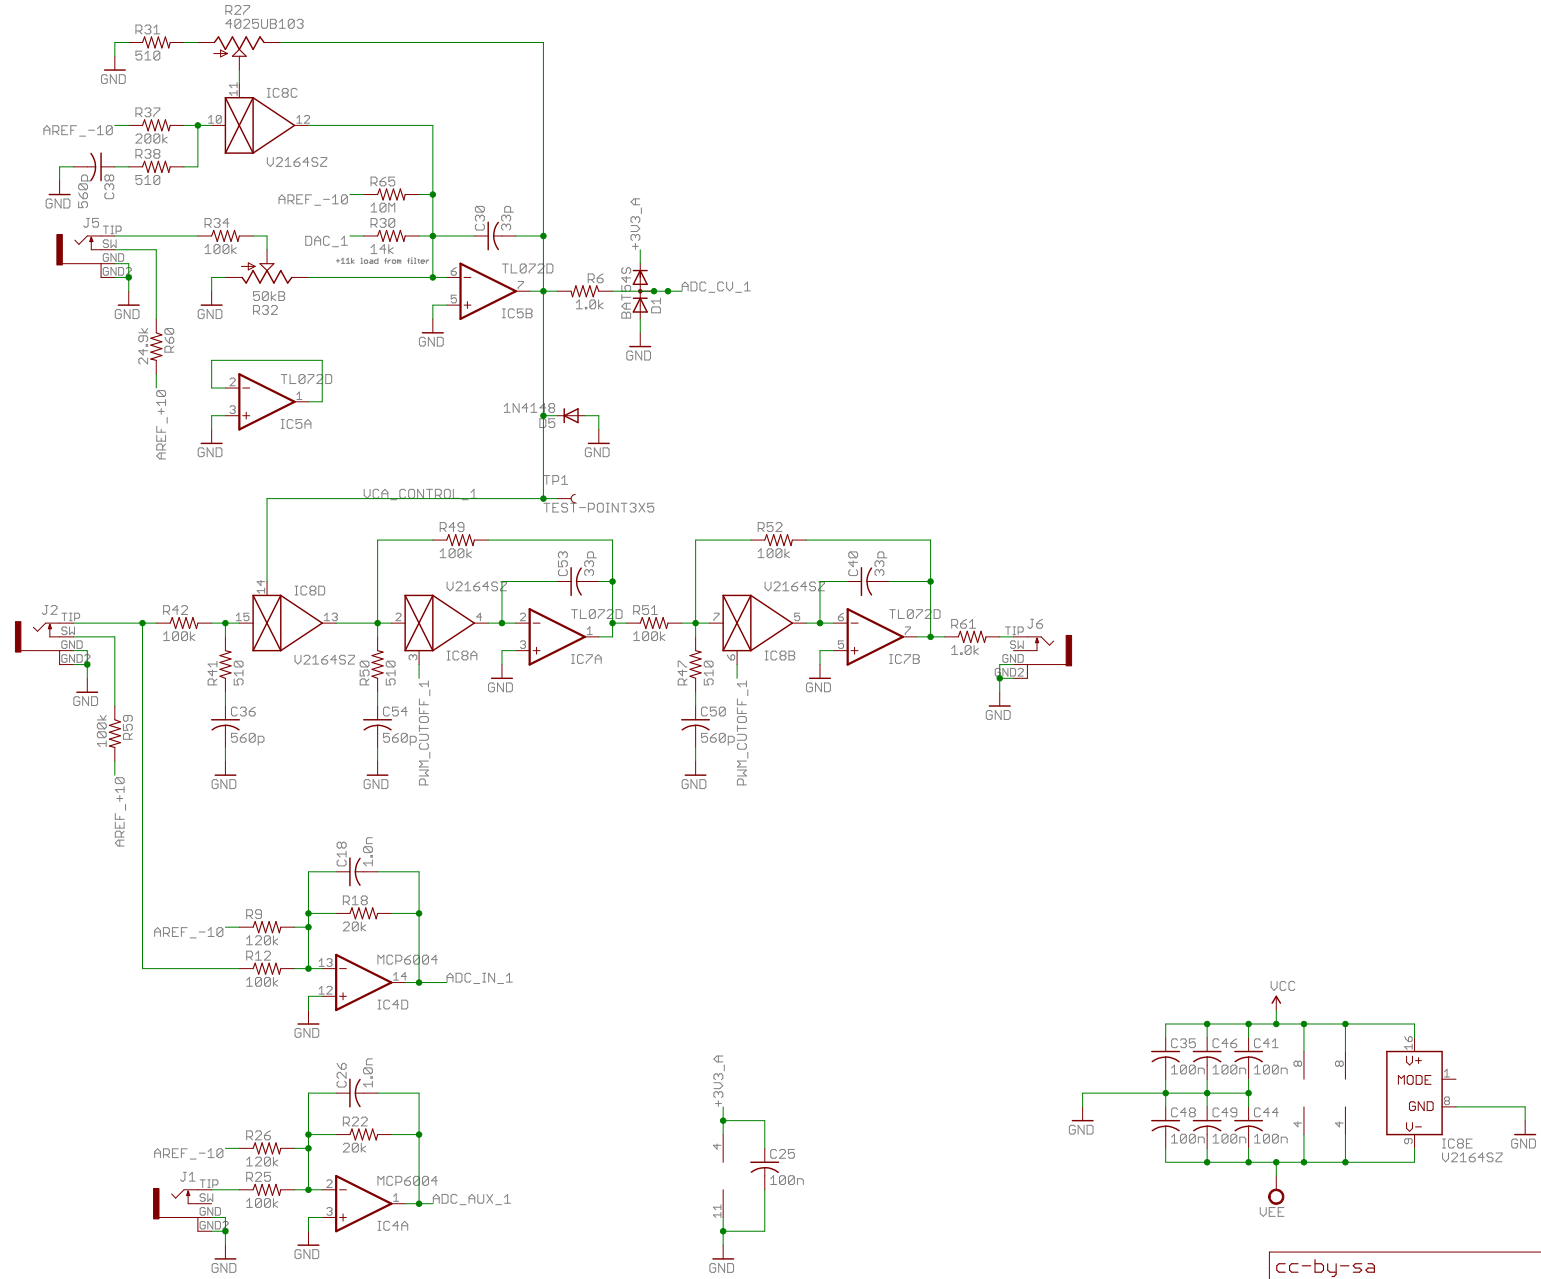 R27
4025UB103
R31
510
GND
11
IC8C
R37
AREF_-10
10
12
200k
R38
V2164SZ
510
560p
C38
GND
R65
AREF_-10
10M
C30
33p
+3V3_A
J5
TIP
SW
GND
GND2
R34
100k
R30
DAC_1
14k
+11k load from filter
TL072D
6
7
5
IC5B
R6
1.0k
BAT54S
D1
ADC_CV_1
50kB
R32
GND
GND
GND
GND
24.9k
R60
AREF_+10
TL072D
2
1
3
IC5A
GND
1N4148
D5
GND
TP1
VCA_CONTROL_1
TEST-POINT3X5
R49
100k
R52
100k
C53
33p
C40
33p
14
IC8D
V2164SZ
V2164SZ
J2
TIP
SW
GND
GND2
R42
100k
15
13
2
4
TL072D
2
1
3
IC7A
R51
100k
7
5
TL072D
6
7
5
IC7B
R61
1.0k
J6
TIP
SW
GND
GND2
V2164SZ
3
IC8A
6
IC8B
R41
510
R50
510
R47
510
GND
GND
GND
GND
C36
560p
C54
560p
C50
560p
PWM_CUTOFF_1
PWM_CUTOFF_1
100k
R59
AREF_+10
GND
GND
GND
C18
1.0n
R18
20k
R9
AREF_-10
120k
R12
100k
MCP6004
13
14
12
IC4D
ADC_IN_1
GND
C26
1.0n
R22
20k
R26
AREF_-10
120k
J1
TIP
SW
GND
GND2
R25
100k
MCP6004
2
1
3
IC4A
ADC_AUX_1
GND
GND
+3V3_A
4
C25
100n
11
GND
VCC
C35
100n
C46
100n
C41
100n
8
8
16
V+
MODE
1
GND
8
V-
9
GND
C48
100n
C49
100n
C44
100n
4
4
IC8E
V2164SZ
GND
VEE
cc-by-sa